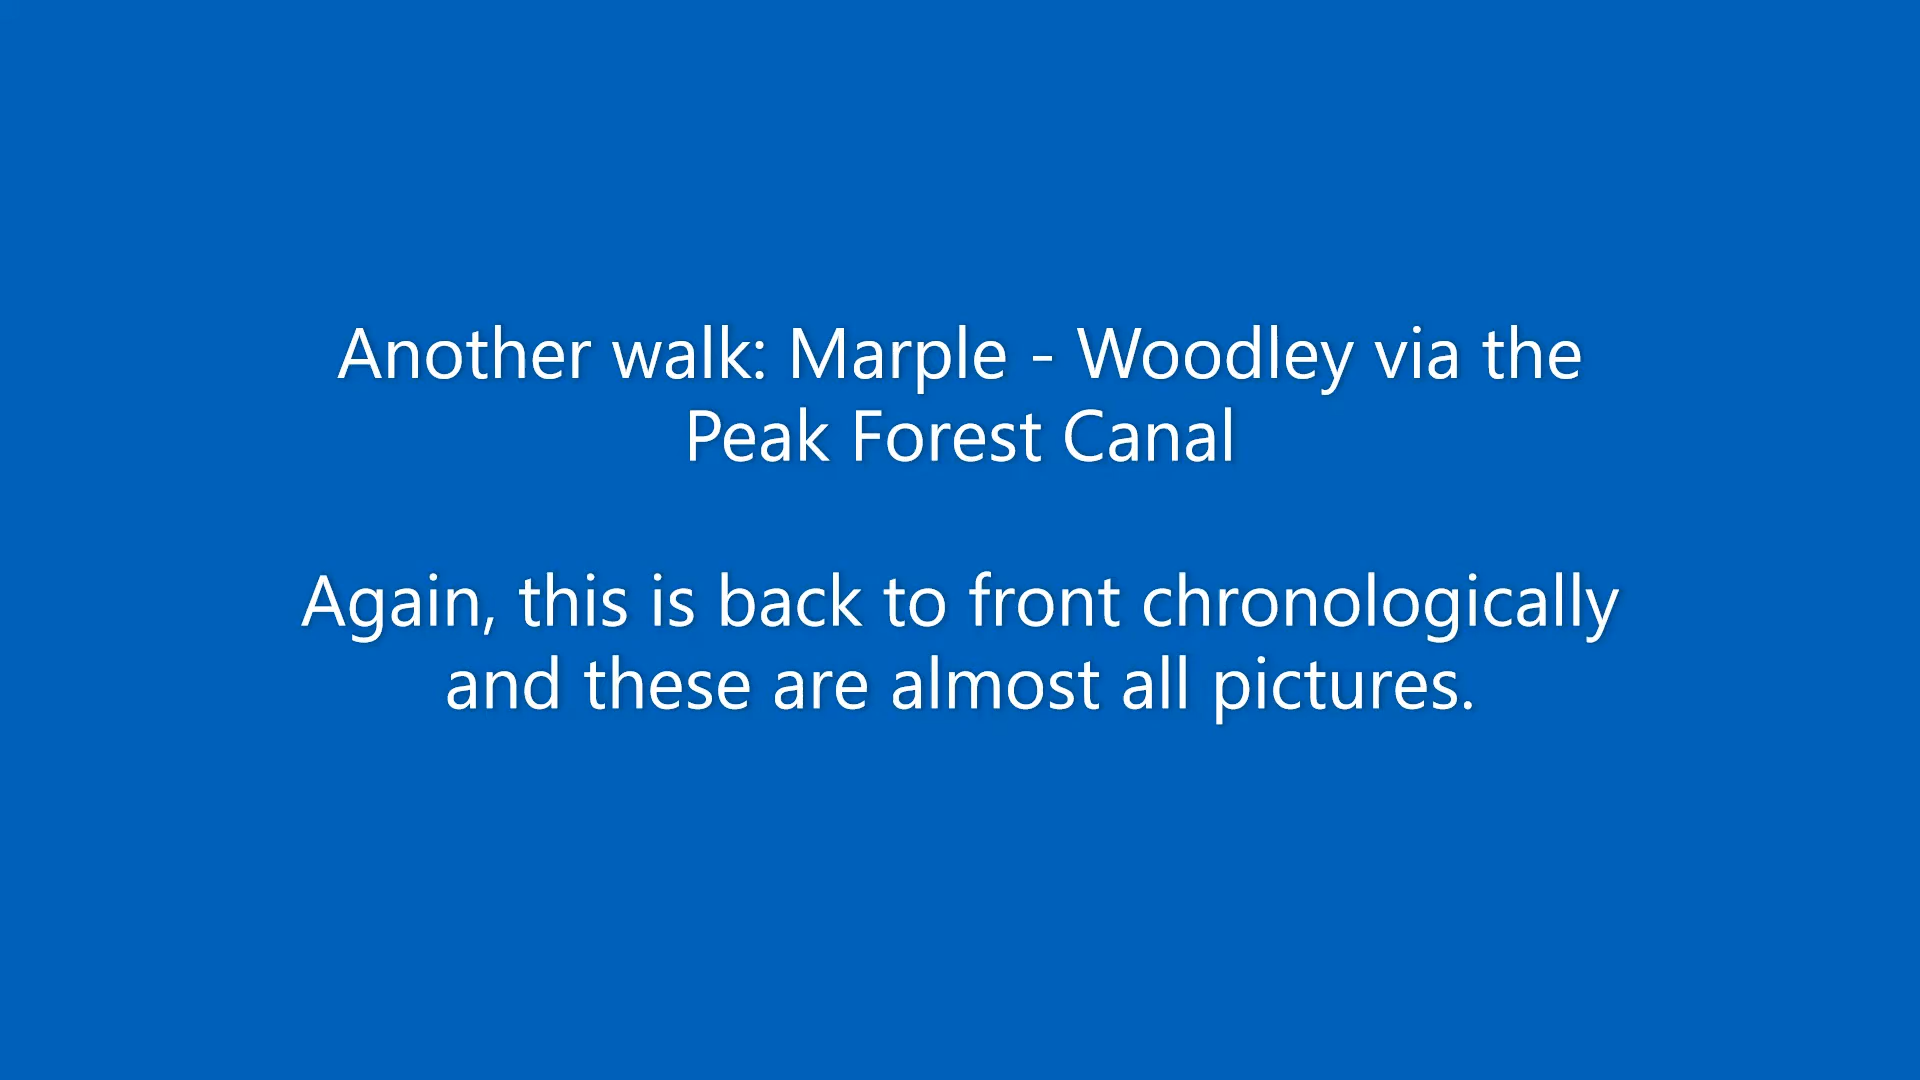 Another walk: Marple - Woodley via the
Peak Forest Canal
Again, this is back to front chronologically
and these are almost all pictures.